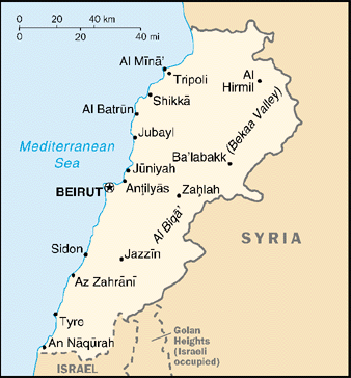 0 20 40 km
0 20 40 mi
Al Mīnā'
Tripoli
Al
Hirmil
Shikkā
Al Batrūn
(Bekaa Valley)
Jubayl
Mediterranean
Sea
Ba'labakk
Jūniyah
BEIRUT
Anṭilyās
Zaḥlah
Al Biqā'
SYRIA
Sidon
Jazzīn
Az Zahrānī
Tyre
Golan
Heights
(Israeli
occupied)
An Nāqūrah
ISRAEL